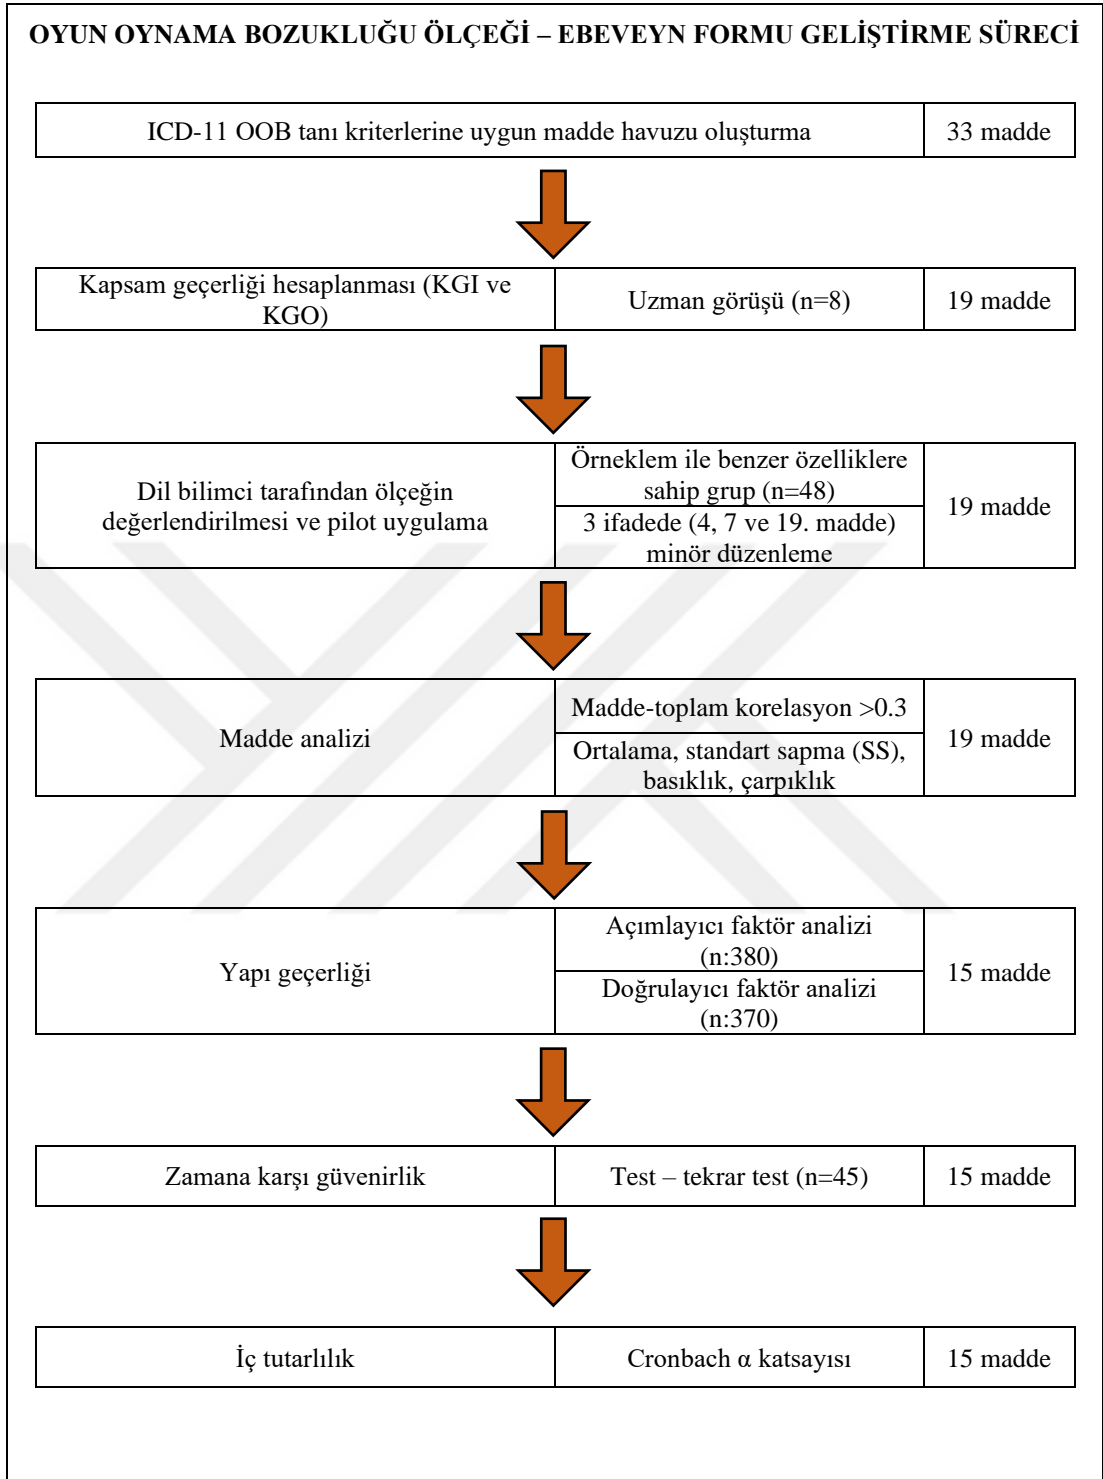 OYUN OYNAMA BOZUKLUĞU ÖLÇEĞİ – EBEVEYN FORMU GELİŞTİRME SÜRECİ
ICD-11 OOB tanı kriterlerine uygun madde havuzu oluşturma
33 madde
Kapsam geçerliği hesaplanması (KGI ve
KGO)
Uzman görüşü (n=8)
19 madde
Dil bilimci tarafından ölçeğin
değerlendirilmesi ve pilot uygulama
Örneklem ile benzer özelliklere
sahip grup (n=48)
3 ifadede (4, 7 ve 19. madde)
minör düzenleme
19 madde
Madde analizi
Madde-toplam korelasyon >0.3
Ortalama, standart sapma (SS),
basıklık, çarpıklık
19 madde
Yapı geçerliği
Açımlayıcı faktör analizi
(n:380)
Doğrulayıcı faktör analizi
(n:370)
15 madde
Zamana karşı güvenirlik
Test – tekrar test (n=45)
15 madde
İç tutarlılık
Cronbach α katsayısı
15 madde